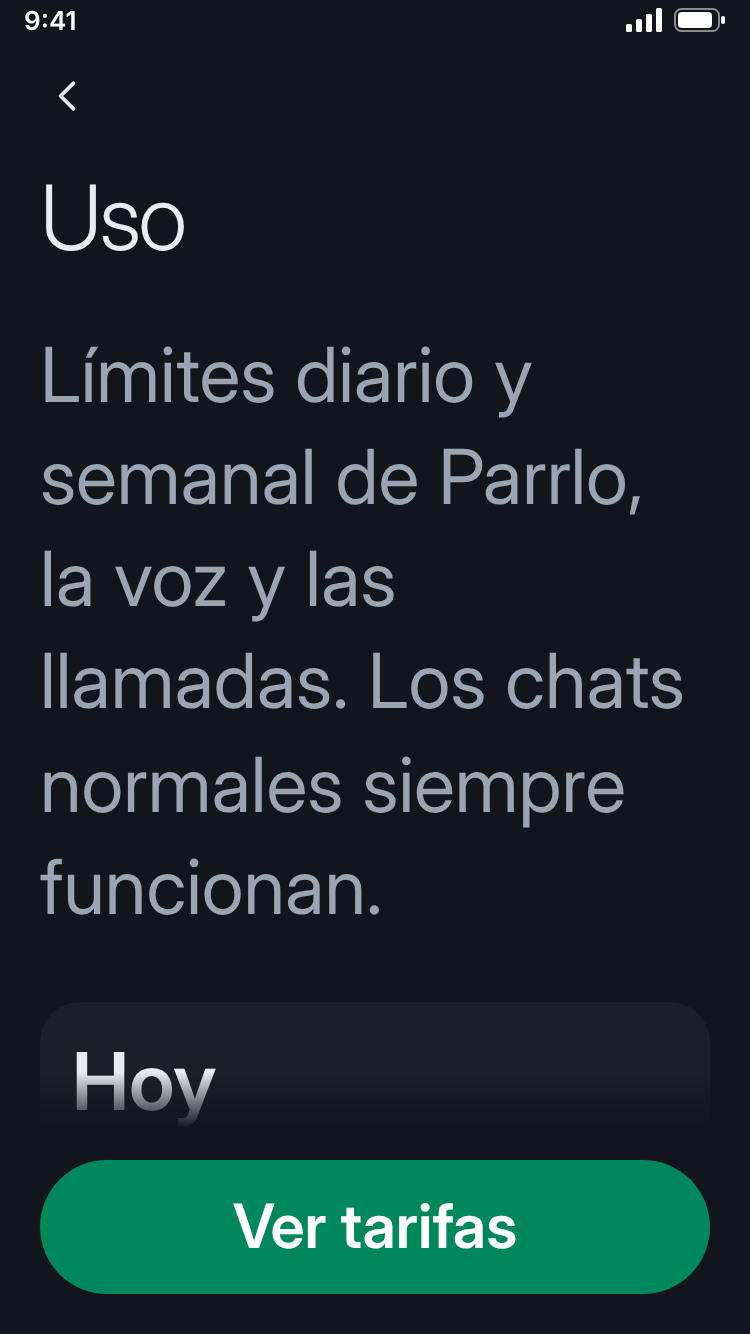 9:41
Uso
Límites diario y
semanal de Parrlo,
la voz y las
llamadas. Los chats
normales siempre
funcionan.
Hoy
Ver tarifas